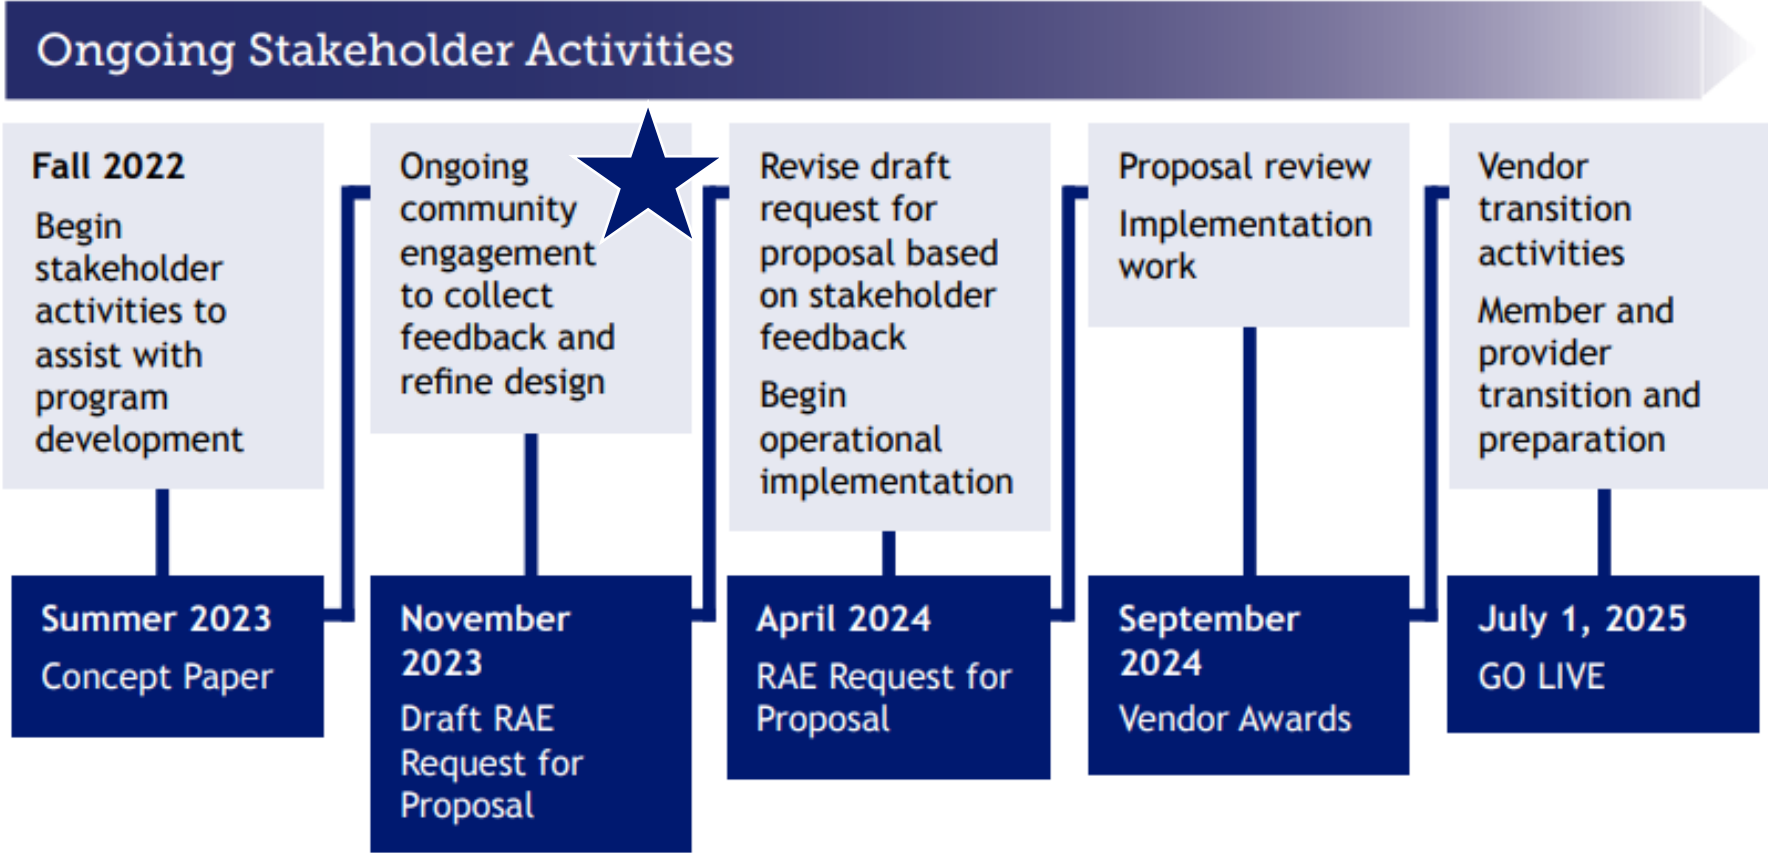 Ongoing Stakeholder Activities
Fall 2022
Begin
stakeholder
activities to
assist with
program
development
Summer 2023
Concept Paper
Ongoing
community
engagement
to collect
feedback and
refine design
November
2023
Draft RAE
Request for
Proposal
Revise draft
request for
proposal based
on stakeholder
feedback
Begin
operational
implementation
April 2024
RAE Request for
Proposal
Proposal review
Implementation
work
September
2024
Vendor Awards
Vendor
transition
activities
Member and
provider
transition and
preparation
July 1, 2025
GO LIVE